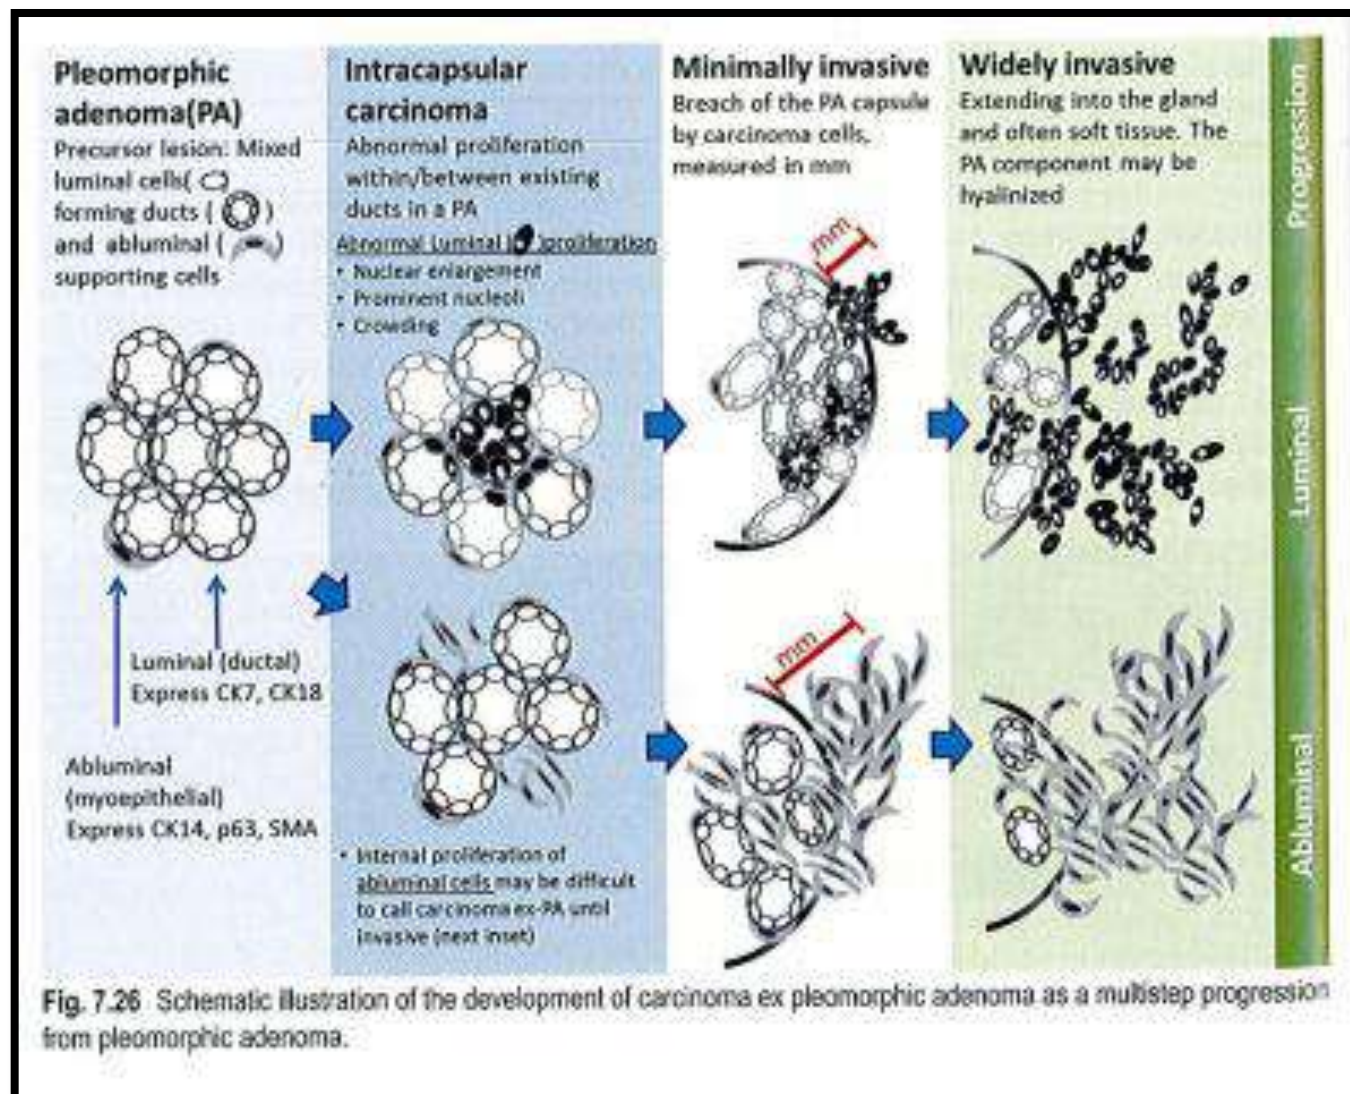 Pleomorphic
adenoma(PA)
Precursor lesion: Mixed
luminal cells( )
forming ducts ( )
and abluminal ( )
supporting cells
Luminal (ductal)
Express CK7, CK18
Abluminal
(myoepithelial)
Express CK14, p63, SMA
Intracapsular
carcinoma
Abnormal proliferation
within/between existing
ducts in a PA
Abnormal Luminal ( )proliferation
• Nuclear enlargement
• Prominent nucleoli
• Crowding
• Internal proliferation of
abluminal cells may be difficult
to call carcinoma ex-PA until
invasive (next inset)
Minimally invasive
Breach of the PA capsule
by carcinoma cells,
measured in mm
mm
mm
Widely invasive
Extending into the gland
and often soft tissue. The
PA component may be
hyalinized
Progression
Luminal
Abluminal
Fig. 7.26 Schematic illustration of the development of carcinoma ex pleomorphic adenoma as a multistep progression
from pleomorphic adenoma.